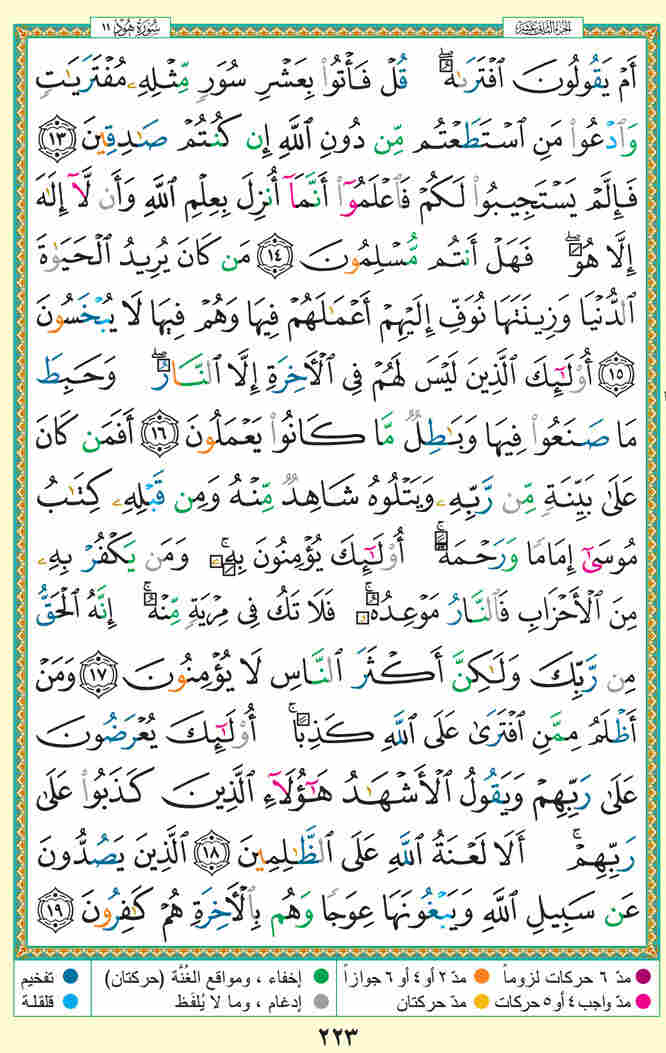 سُورَةُ هُودٍ ١١
الجزء الثاني عشر
أَمْ يَقُولُونَ ٱفْتَرَىٰهُ ۖ قُلْ فَأْتُوا۟ بِعَشْرِ سُوَرٍۢ مِّثْلِهِۦ مُفْتَرَيَـٰتٍۢ
وَٱدْعُوا۟ مَنِ ٱسْتَطَعْتُم مِّن دُونِ ٱللَّهِ إِن كُنتُمْ صَـٰدِقِينَ ١٣
فَإِلَّمْ يَسْتَجِيبُوا۟ لَكُمْ فَٱعْلَمُوٓا۟ أَنَّمَآ أُنزِلَ بِعِلْمِ ٱللَّهِ وَأَن لَّآ إِلَـٰهَ
إِلَّا هُوَ ۖ فَهَلْ أَنتُم مُّسْلِمُونَ ١٤ مَن كَانَ يُرِيدُ ٱلْحَيَوٰةَ
ٱلدُّنْيَا وَزِينَتَهَا نُوَفِّ إِلَيْهِمْ أَعْمَـٰلَهُمْ فِيهَا وَهُمْ فِيهَا لَا يُبْخَسُونَ
١٥ أُو۟لَـٰٓئِكَ ٱلَّذِينَ لَيْسَ لَهُمْ فِى ٱلْـَٔاخِرَةِ إِلَّا ٱلنَّارُ ۖ وَحَبِطَ
مَا صَنَعُوا۟ فِيهَا وَبَـٰطِلٌۭ مَّا كَانُوا۟ يَعْمَلُونَ ١٦ أَفَمَن كَانَ
عَلَىٰ بَيِّنَةٍۢ مِّن رَّبِّهِۦ وَيَتْلُوهُ شَاهِدٌۭ مِّنْهُ وَمِن قَبْلِهِۦ كِتَـٰبُ
مُوسَىٰٓ إِمَامًۭا وَرَحْمَةً ۚ أُو۟لَـٰٓئِكَ يُؤْمِنُونَ بِهِۦ ۚ وَمَن يَكْفُرْ بِهِۦ
مِنَ ٱلْأَحْزَابِ فَٱلنَّارُ مَوْعِدُهُۥ ۚ فَلَا تَكُ فِى مِرْيَةٍۢ مِّنْهُ ۚ إِنَّهُ ٱلْحَقُّ
مِن رَّبِّكَ وَلَـٰكِنَّ أَكْثَرَ ٱلنَّاسِ لَا يُؤْمِنُونَ ١٧ وَمَنْ
أَظْلَمُ مِمَّنِ ٱفْتَرَىٰ عَلَى ٱللَّهِ كَذِبًا ۚ أُو۟لَـٰٓئِكَ يُعْرَضُونَ
عَلَىٰ رَبِّهِمْ وَيَقُولُ ٱلْأَشْهَـٰدُ هَـٰٓؤُلَآءِ ٱلَّذِينَ كَذَبُوا۟ عَلَىٰ
رَبِّهِمْ ۚ أَلَا لَعْنَةُ ٱللَّهِ عَلَى ٱلظَّـٰلِمِينَ ١٨ ٱلَّذِينَ يَصُدُّونَ
عَن سَبِيلِ ٱللَّهِ وَيَبْغُونَهَا عِوَجًۭا وَهُم بِٱلْـَٔاخِرَةِ هُمْ كَـٰفِرُونَ ١٩
مدّ ٦ حركات لزوماً مدّ ٢ أو ٤ أو ٦ جوازاً إخفاء ، ومواقع الغُنَّة (حركتان) تفخيم
مدّ واجب ٤ أو ٥ حركات مدّ حركتان إدغام ، وما لا يُلفَظ قلقلة
٢٢٣